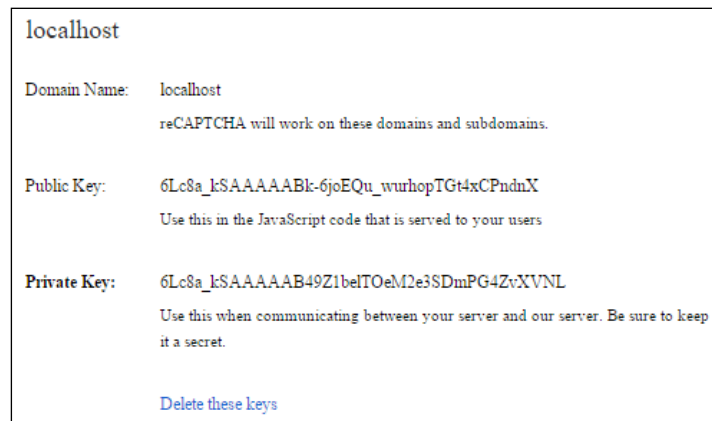 localhost
Domain Name: localhost
reCAPTCHA will work on these domains and subdomains.
Public Key: 6Lc8a_kSAAAAABk-6joEQu_wurhopTGt4xCPndnX
Use this in the JavaScript code that is served to your users
Private Key: 6Lc8a_kSAAAAAB49Z1belTOeM2e3SDmPG4ZvXVNL
Use this when communicating between your server and our server. Be sure to keep
it a secret.
Delete these keys